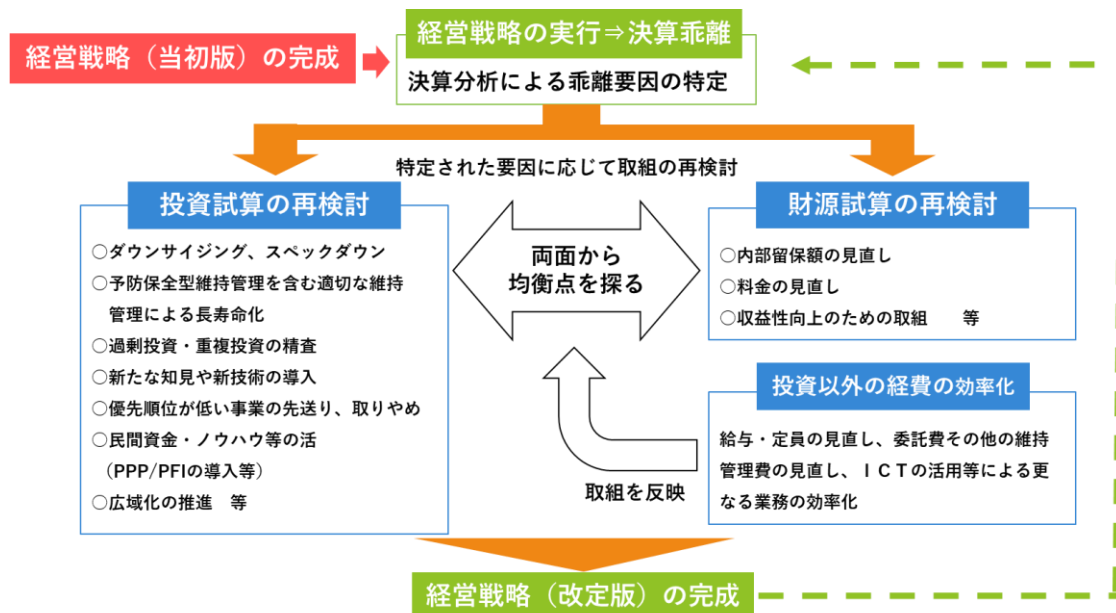 経営戦略（当初版）の完成
経営戦略の実行⇒決算乖離
決算分析による乖離要因の特定
特定された要因に応じて取組の再検討
投資試算の再検討
○ダウンサイジング、スペックダウン
○予防保全型維持管理を含む適切な維持
管理による長寿命化
○過剰投資・重複投資の精査
○新たな知見や新技術の導入
○優先順位が低い事業の先送り、取りやめ
○民間資金・ノウハウ等の活
（PPP/PFIの導入等）
○広域化の推進　等
両面から
均衡点を探る
財源試算の再検討
○内部留保額の見直し
○料金の見直し
○収益性向上のための取組　　等
投資以外の経費の効率化
給与・定員の見直し、委託費その他の維持
管理費の見直し、ＩＣＴの活用等による更
なる業務の効率化
取組を反映
経営戦略（改定版）の完成